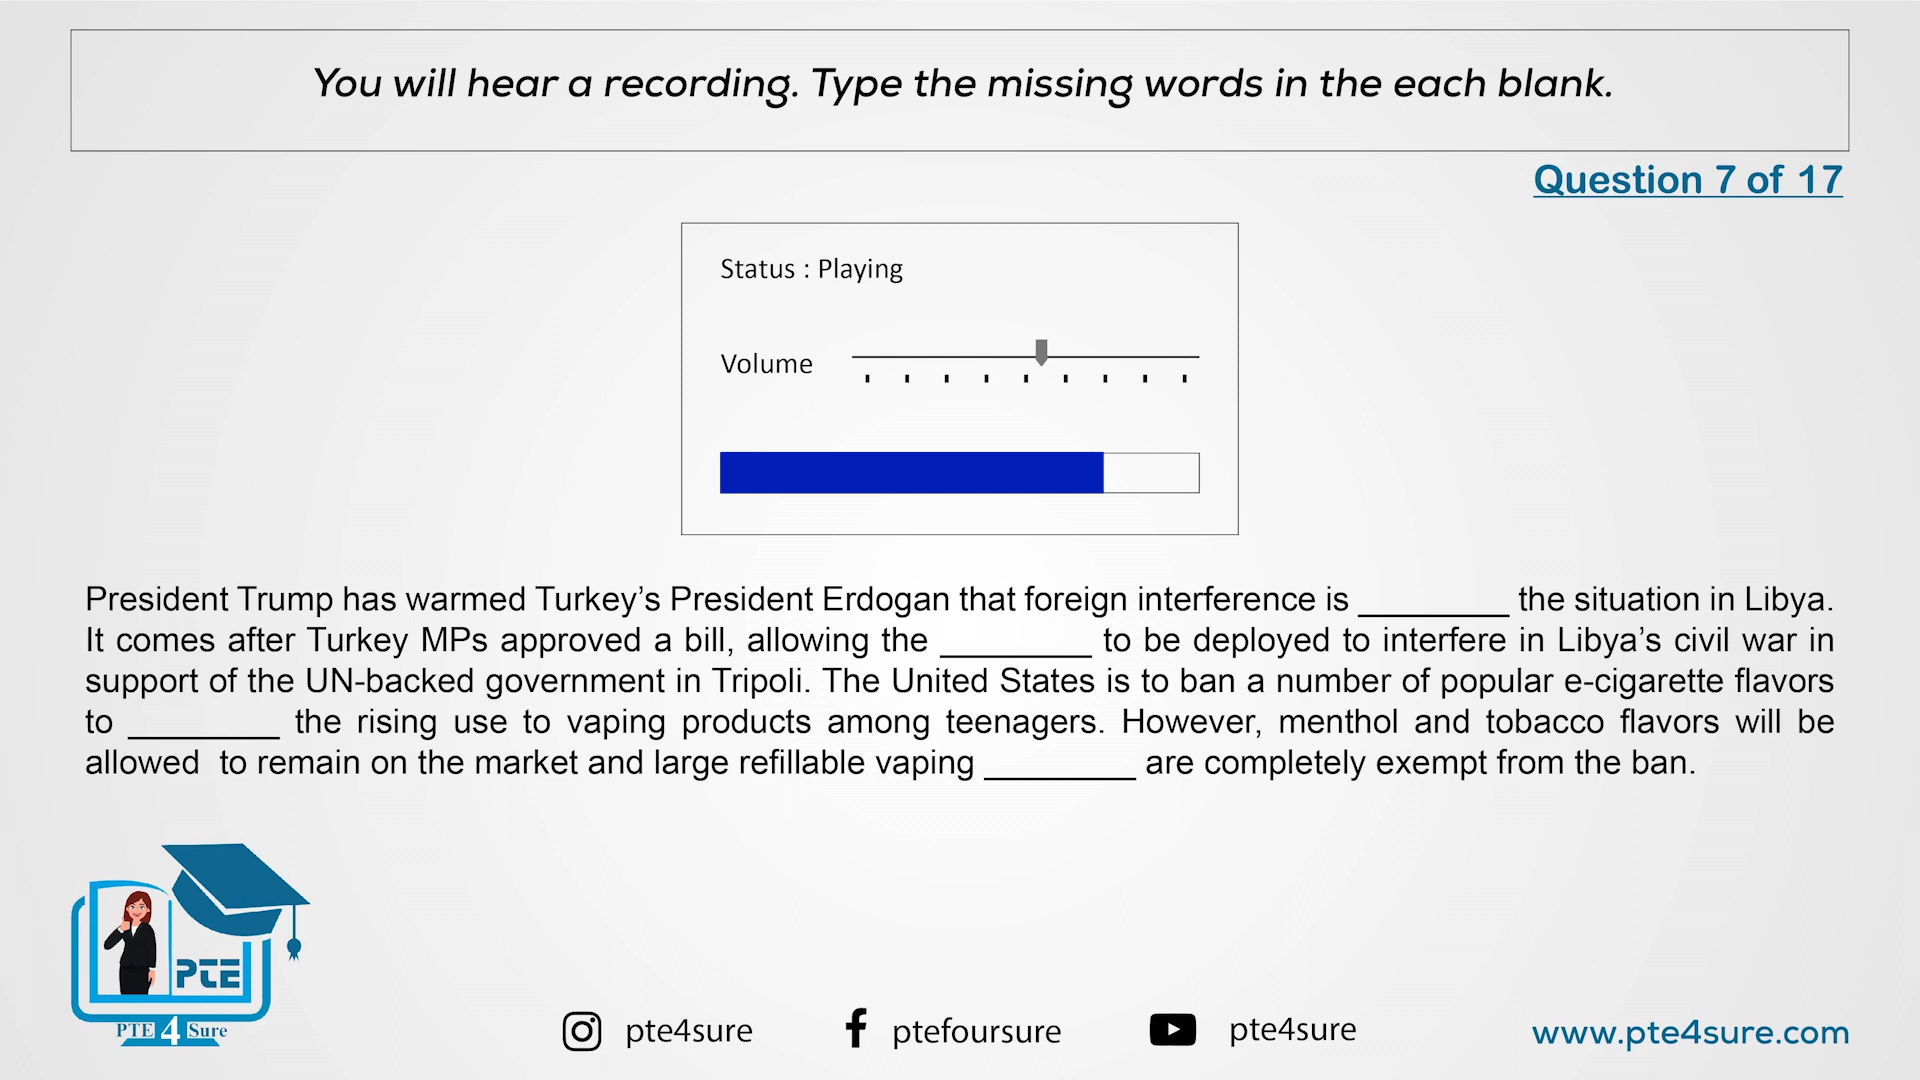 You will hear a recording. Type the missing words in the each blank.
Question 7 of 17
Status : Playing
Volume
President Trump has warmed Turkey's President Erdogan that foreign interference is ________ the situation in Libya.
It comes after Turkey MPs approved a bill, allowing the ________ to be deployed to interfere in Libya's civil war in
support of the UN-backed government in Tripoli. The United States is to ban a number of popular e-cigarette flavors
to ________ the rising use to vaping products among teenagers. However, menthol and tobacco flavors will be
allowed to remain on the market and large refillable vaping ________ are completely exempt from the ban.
PTE
PTE 4 Sure
pte4sure
ptefoursure
pte4sure
www.pte4sure.com